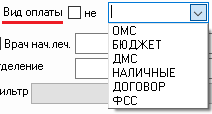 Вид оплаты не
ОМС
БЮДЖЕТ
ДМС
НАЛИЧНЫЕ
ДОГОВОР
ФСС
Врач нач.леч.
тделение
ильтр